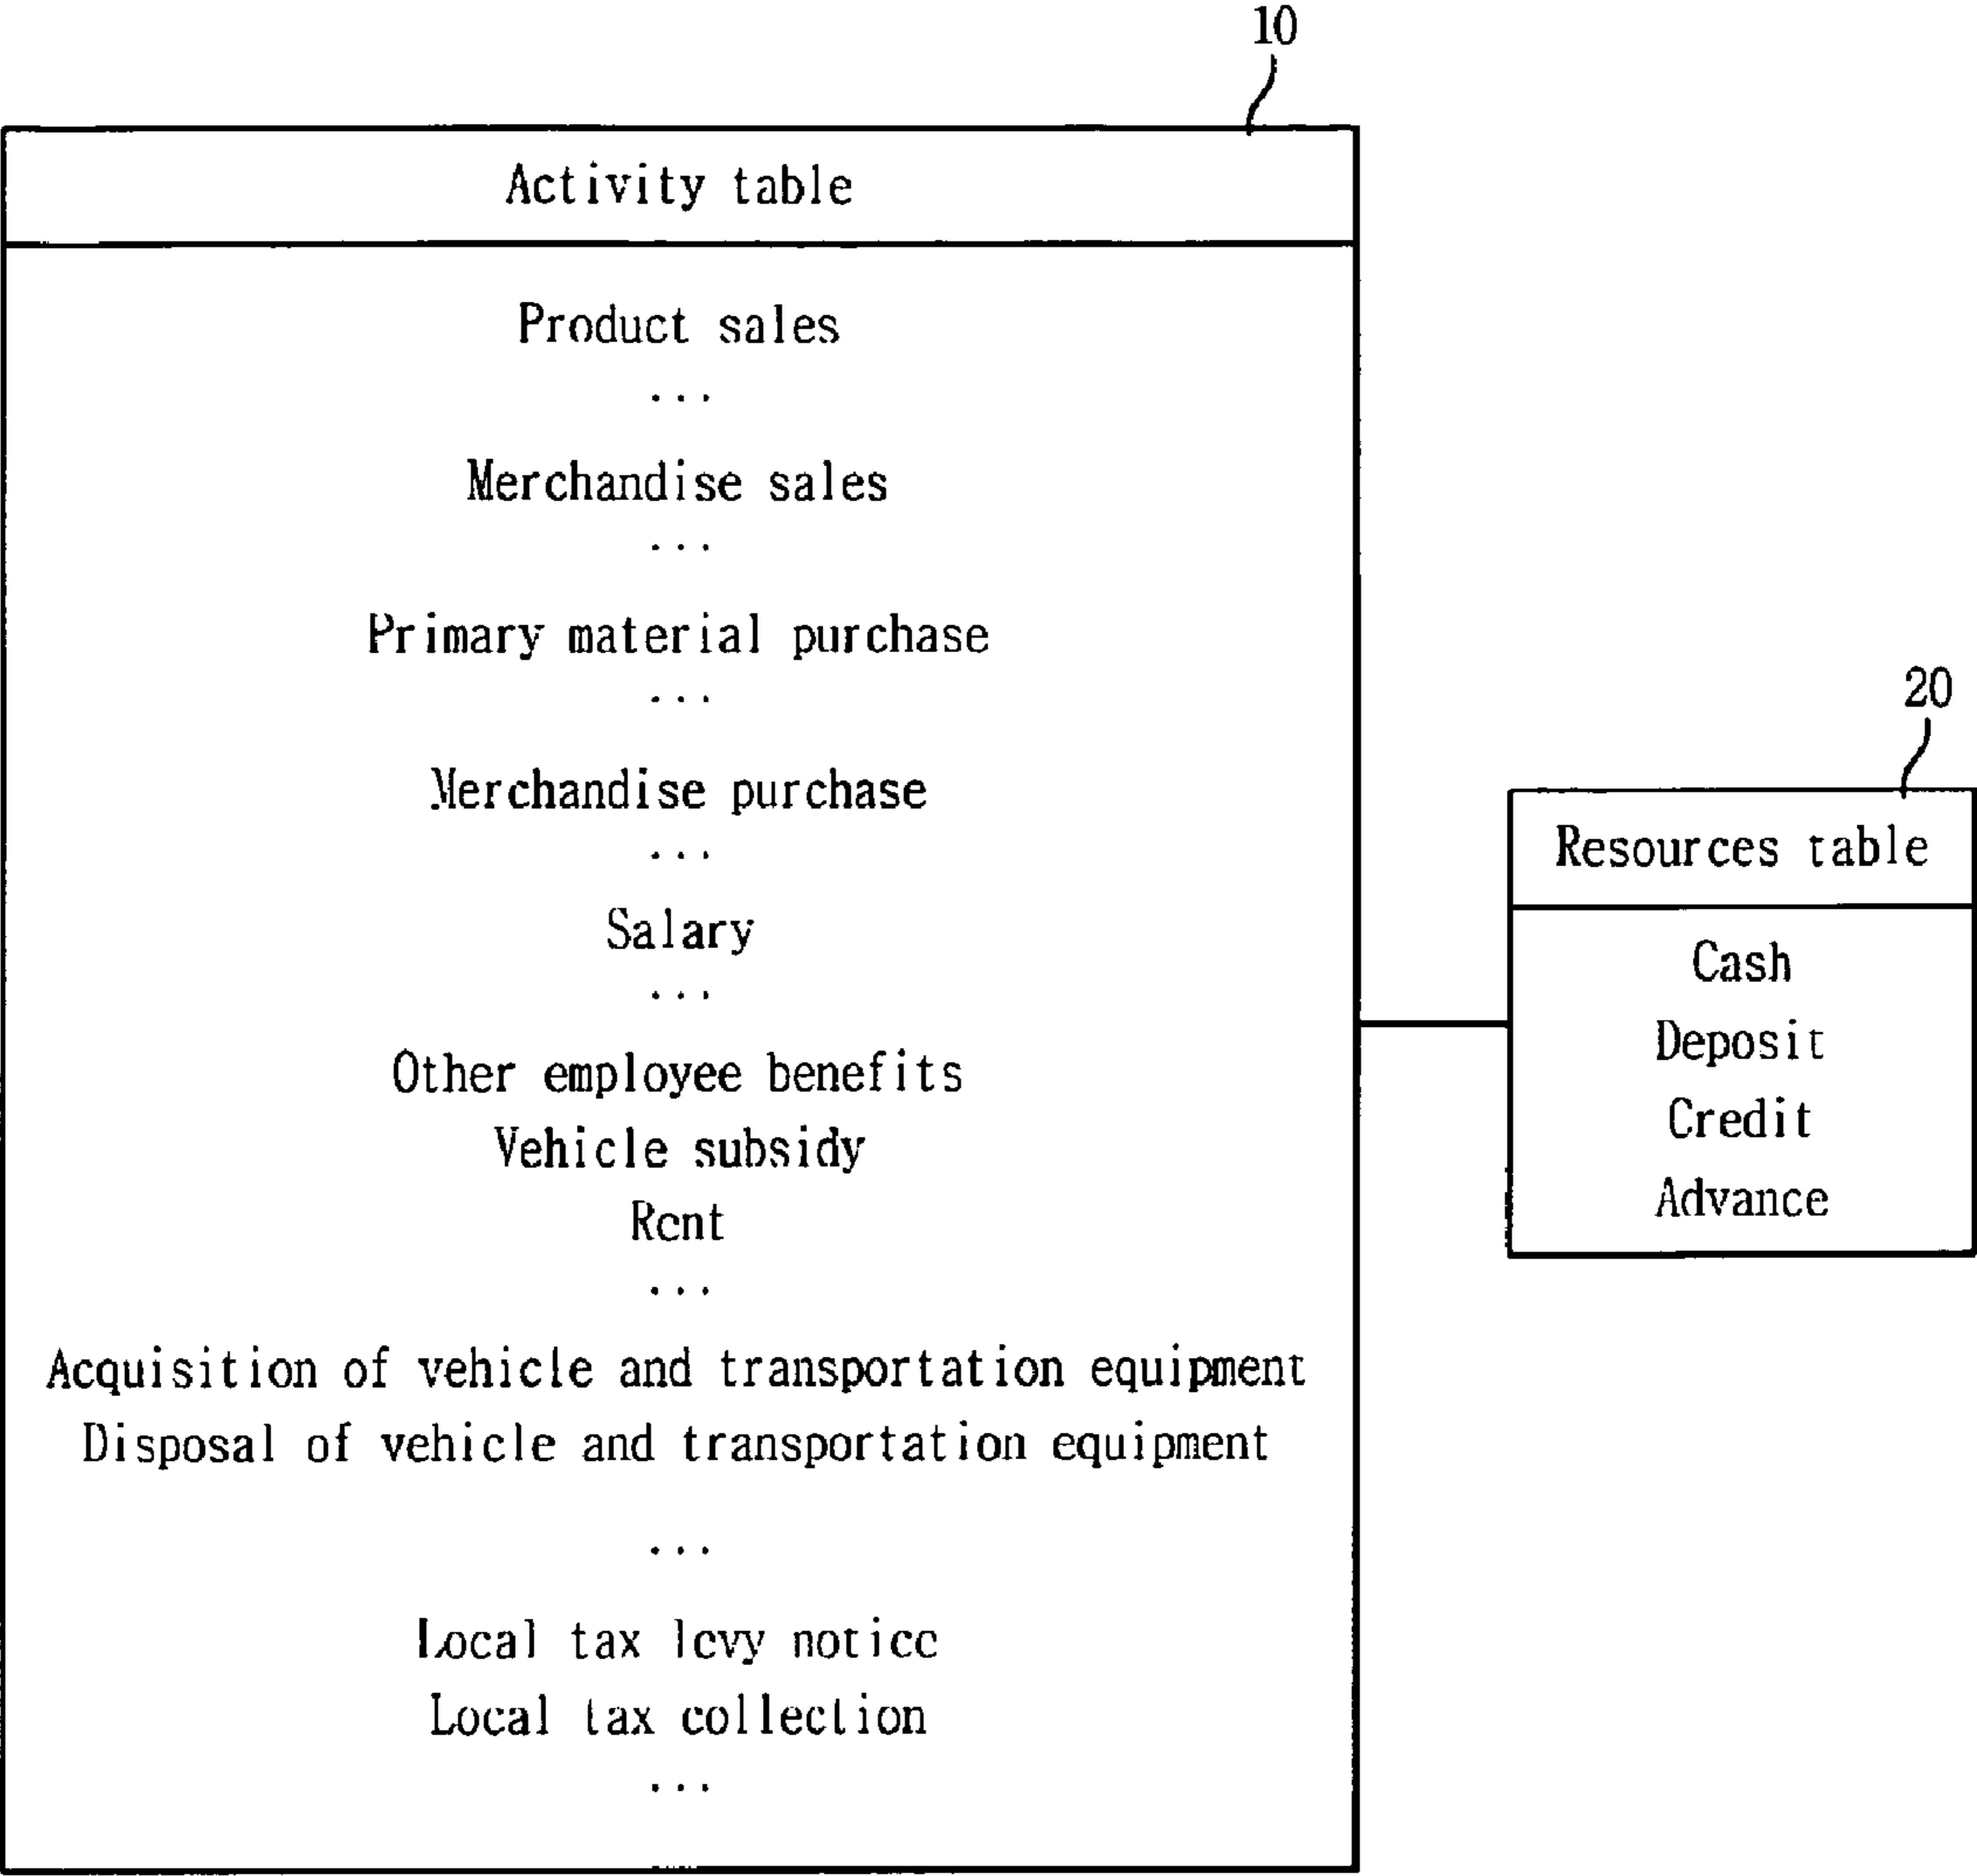 10
Activity table
Product sales
...
Merchandise sales
...
Primary material purchase
...
Merchandise purchase
...
Salary
...
Other employee benefits
Vehicle subsidy
Rent
...
Acquisition of vehicle and transportation equipment
Disposal of vehicle and transportation equipment
...
Local tax levy notice
Local tax collection
...
20
Resources table
Cash
Deposit
Credit
Advance